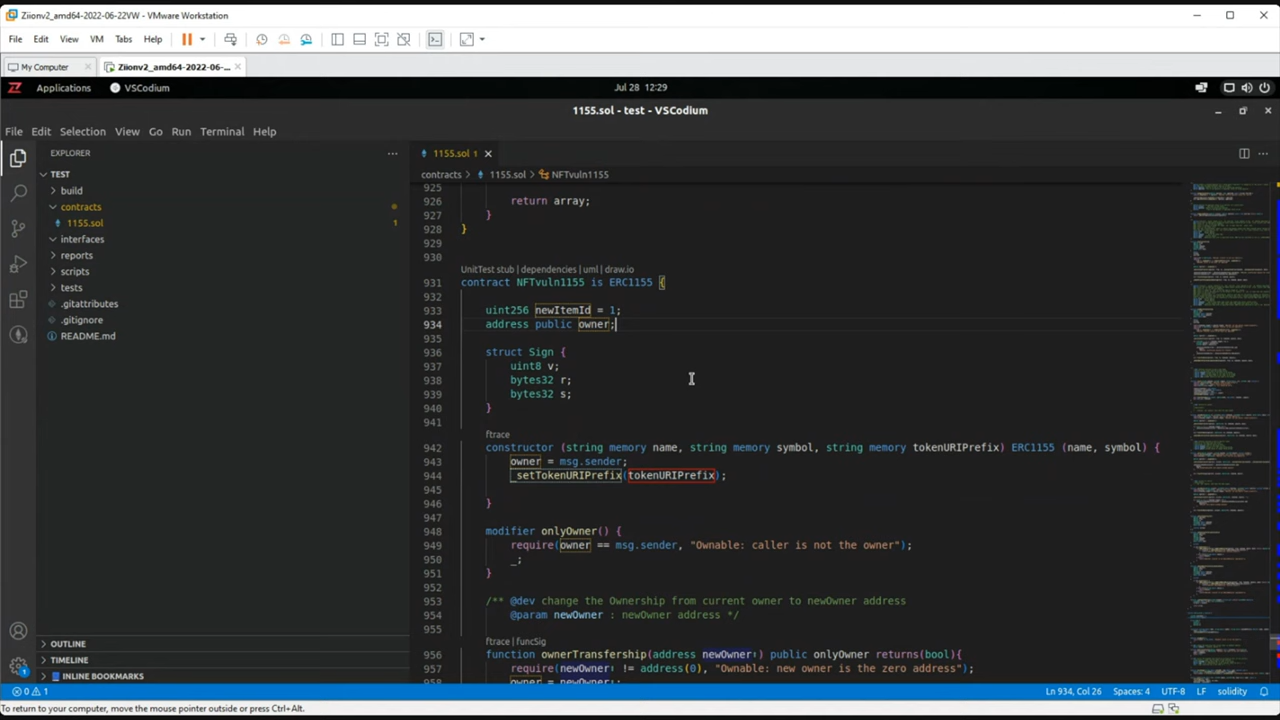 Ziionv2_amd64-2022-06-22VW - VMware Workstation
File Edit View VM Tabs Help
My Computer Ziionv2_amd64-2022-06-...
Applications VSCodium Jul 28 12:29
1155.sol - test - VSCodium
File Edit Selection View Go Run Terminal Help
EXPLORER
TEST
build
contracts
1155.sol 1
interfaces
reports
scripts
tests
.gitattributes
.gitignore
README.md
OUTLINE
TIMELINE
INLINE BOOKMARKS
1155.sol 1
contracts > 1155.sol > NFTvuln1155
925
926 return array;
927 }
928 }
929
930
UnitTest stub | dependencies | uml | draw.io
931 contract NFTvuln1155 is ERC1155 {
932
933 uint256 newItemId = 1;
934 address public owner;
935
936 struct Sign {
937 uint8 v;
938 bytes32 r;
939 bytes32 s;
940 }
941
ftrace
942 constructor (string memory name, string memory symbol, string memory tokenURIPrefix) ERC1155 (name, symbol) {
943 owner = msg.sender;
944 _setTokenURIPrefix(tokenURIPrefix);
945
946 }
947
948 modifier onlyOwner() {
949 require(owner == msg.sender, "Ownable: caller is not the owner");
950 _;
951 }
952
953 /** @dev change the Ownership from current owner to newOwner address
954 @param newOwner : newOwner address */
955
ftrace | funcSig
956 function ownerTransfership(address newOwner↑) public onlyOwner returns(bool){
957 require(newOwner↑ != address(0), "Ownable: new owner is the zero address");
958 owner = newOwner↑;
0 1 Ln 934, Col 26 Spaces: 4 UTF-8 LF solidity
To return to your computer, move the mouse pointer outside or press Ctrl+Alt.